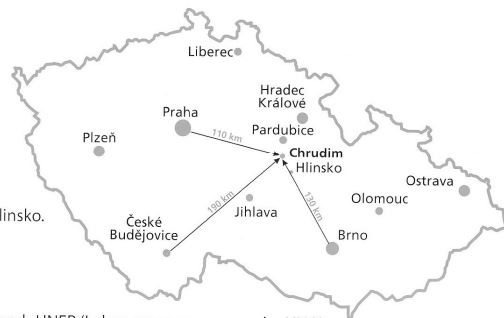 Liberec
Hradec
Králové
Praha
110 km
Pardubice
Plzeň
Chrudim
Hlinsko
linsko.
190 km
130 km
Ostrava
Jihlava
Olomouc
České
Budějovice
Brno